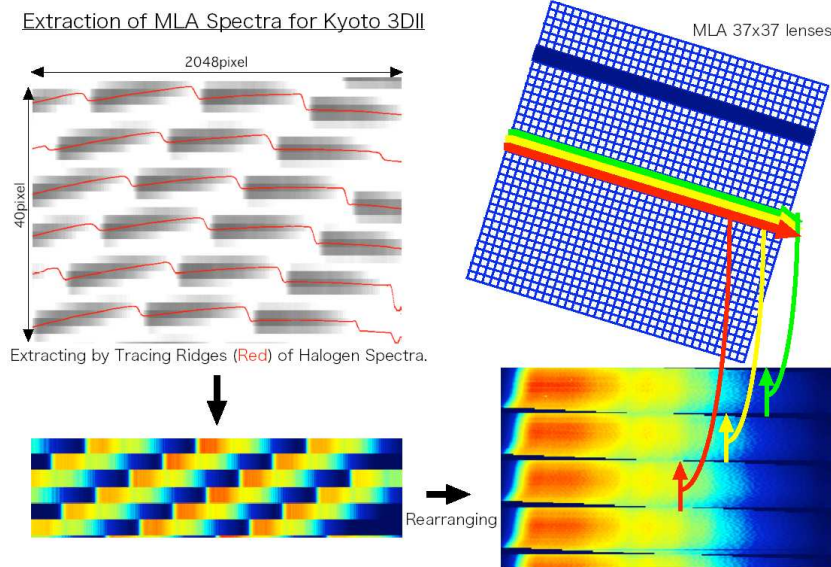 Extraction of MLA Spectra for Kyoto 3DII
MLA 37x37 lenses
2048pixel
40pixel
Extracting by Tracing Ridges (Red) of Halogen Spectra.
Rearranging